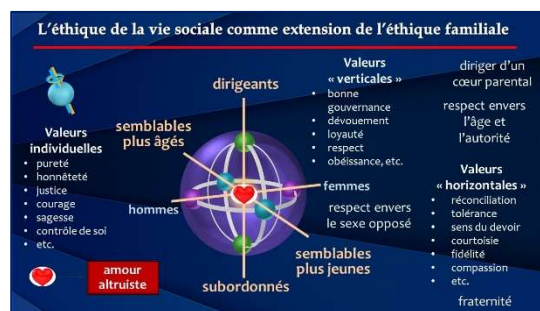 L'éthique de la vie sociale comme extension de l'éthique familiale
Valeurs
individuelles
• pureté
• honnêteté
• justice
• courage
• sagesse
• contrôle de soi
• etc.
amour
altruiste
dirigeants
semblables
plus âgés
hommes
femmes
respect envers
le sexe opposé
semblables
plus jeunes
subordonnés
Valeurs
« verticales »
• bonne
gouvernance
• dévouement
• loyauté
• respect
• obéissance, etc.
diriger d'un
cœur parental
respect envers
l'âge et
l'autorité
Valeurs
« horizontales »
• réconciliation
• tolérance
• sens du devoir
• courtoisie
• fidélité
• compassion
• etc.
fraternité